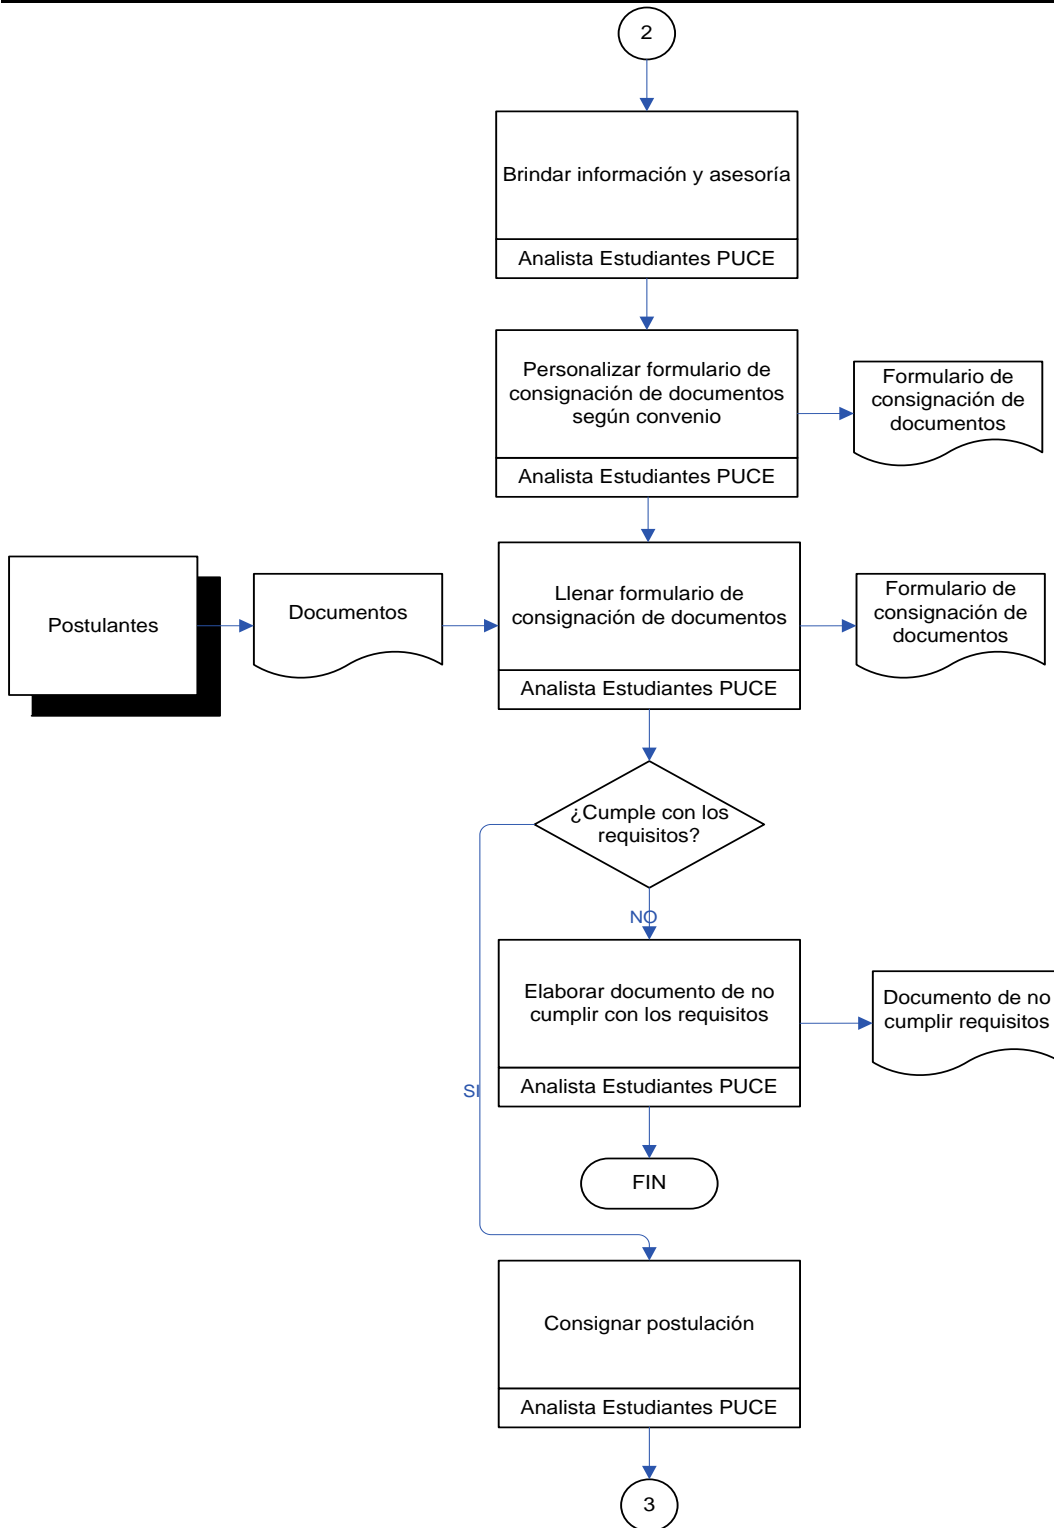 2
Brindar información y asesoría
Analista Estudiantes PUCE
Personalizar formulario de
consignación de documentos
según convenio
Analista Estudiantes PUCE
Formulario de
consignación de
documentos
Postulantes
Documentos
Llenar formulario de
consignación de documentos
Analista Estudiantes PUCE
Formulario de
consignación de
documentos
¿Cumple con los
requisitos?
NO
Elaborar documento de no
cumplir con los requisitos
Analista Estudiantes PUCE
Documento de no
cumplir requisitos
SI
FIN
Consignar postulación
Analista Estudiantes PUCE
3